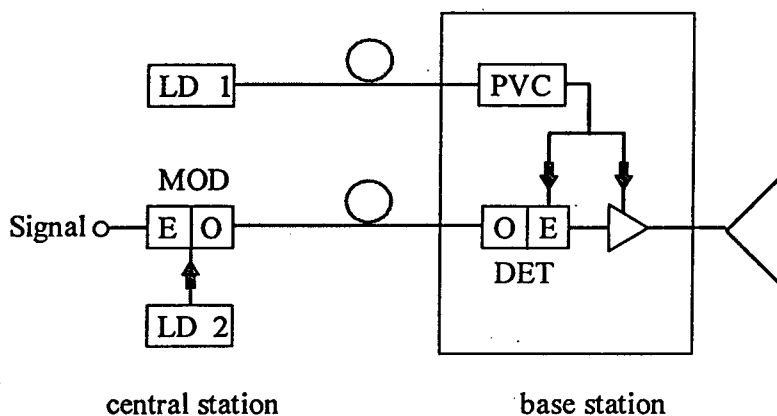 LD 1
PVC
MOD
Signal
E O
O E
DET
LD 2
central station
base station